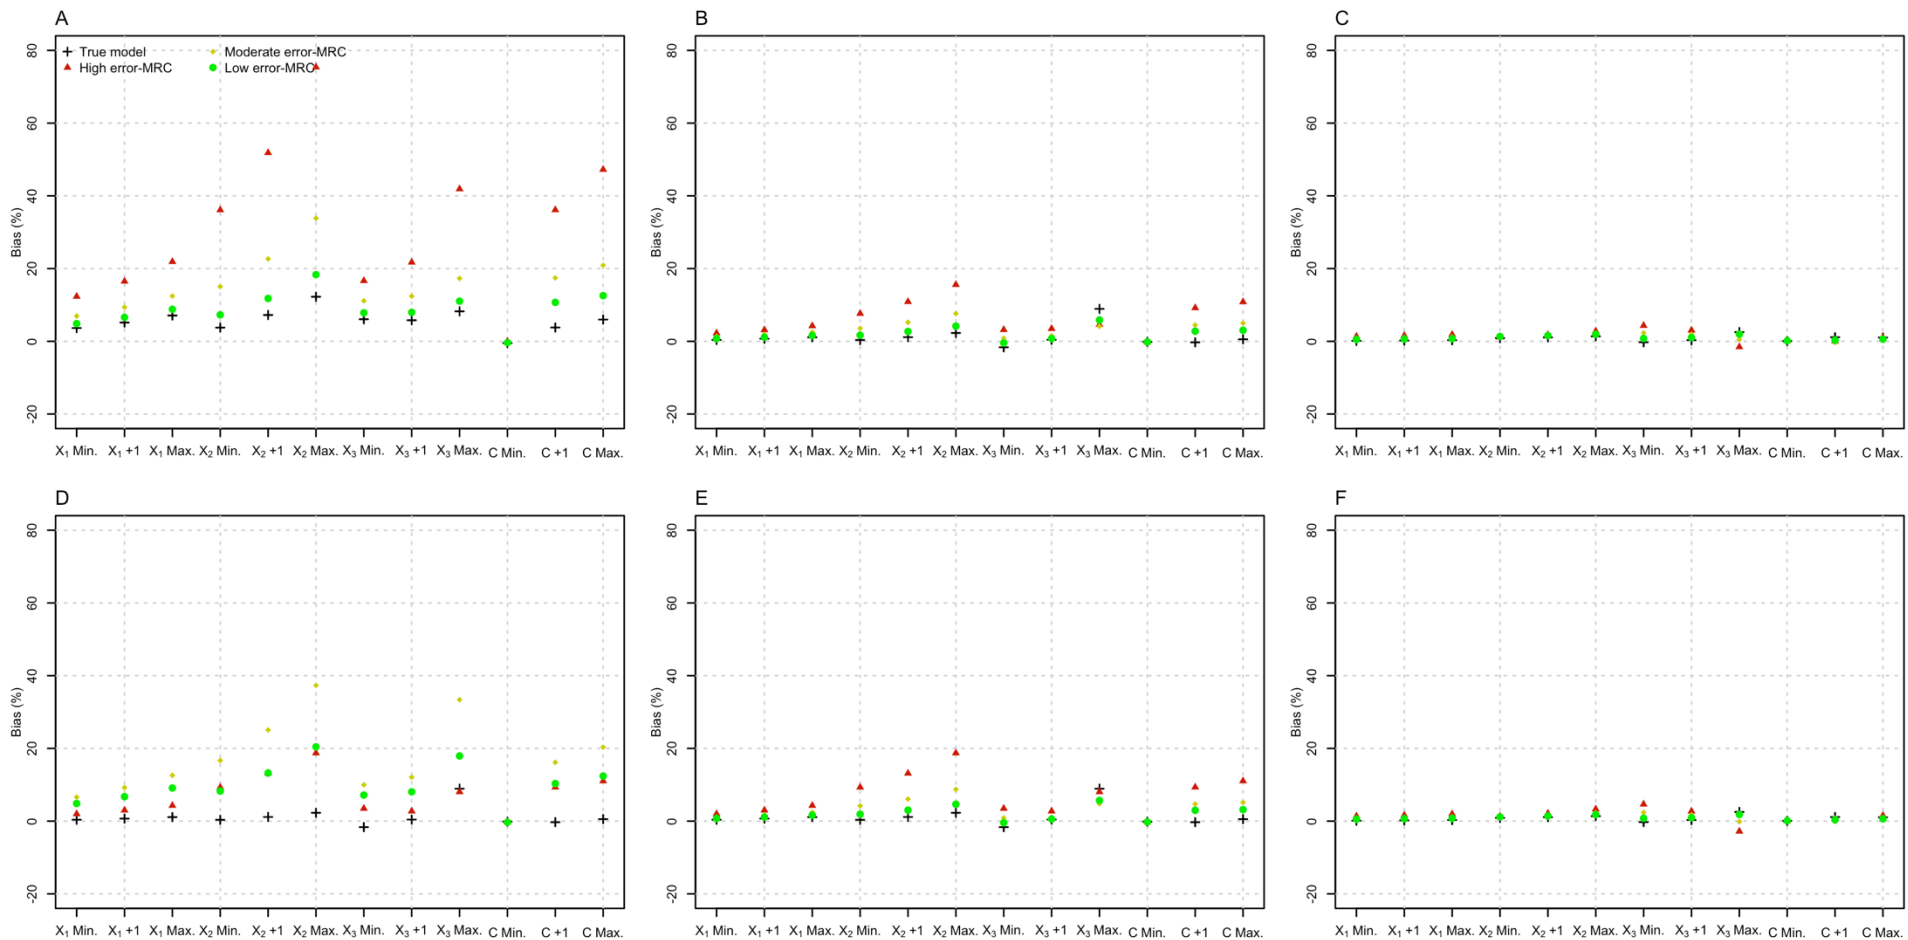 A
B
C
80
60
40
20
0
-20
Bias (%)
True model
Moderate error-MRC
High error-MRC
Low error-MRC
X₁ Min. X₁ +1 X₁ Max. X₂ Min. X₂ +1 X₂ Max. X₃ Min. X₃ +1 X₃ Max. C Min. C +1 C Max.
80
60
40
20
0
-20
Bias (%)
X₁ Min. X₁ +1 X₁ Max. X₂ Min. X₂ +1 X₂ Max. X₃ Min. X₃ +1 X₃ Max. C Min. C +1 C Max.
80
60
40
20
0
-20
Bias (%)
X₁ Min. X₁ +1 X₁ Max. X₂ Min. X₂ +1 X₂ Max. X₃ Min. X₃ +1 X₃ Max. C Min. C +1 C Max.
D
E
F
80
60
40
20
0
-20
Bias (%)
X₁ Min. X₁ +1 X₁ Max. X₂ Min. X₂ +1 X₂ Max. X₃ Min. X₃ +1 X₃ Max. C Min. C +1 C Max.
80
60
40
20
0
-20
Bias (%)
X₁ Min. X₁ +1 X₁ Max. X₂ Min. X₂ +1 X₂ Max. X₃ Min. X₃ +1 X₃ Max. C Min. C +1 C Max.
80
60
40
20
0
-20
Bias (%)
X₁ Min. X₁ +1 X₁ Max. X₂ Min. X₂ +1 X₂ Max. X₃ Min. X₃ +1 X₃ Max. C Min. C +1 C Max.